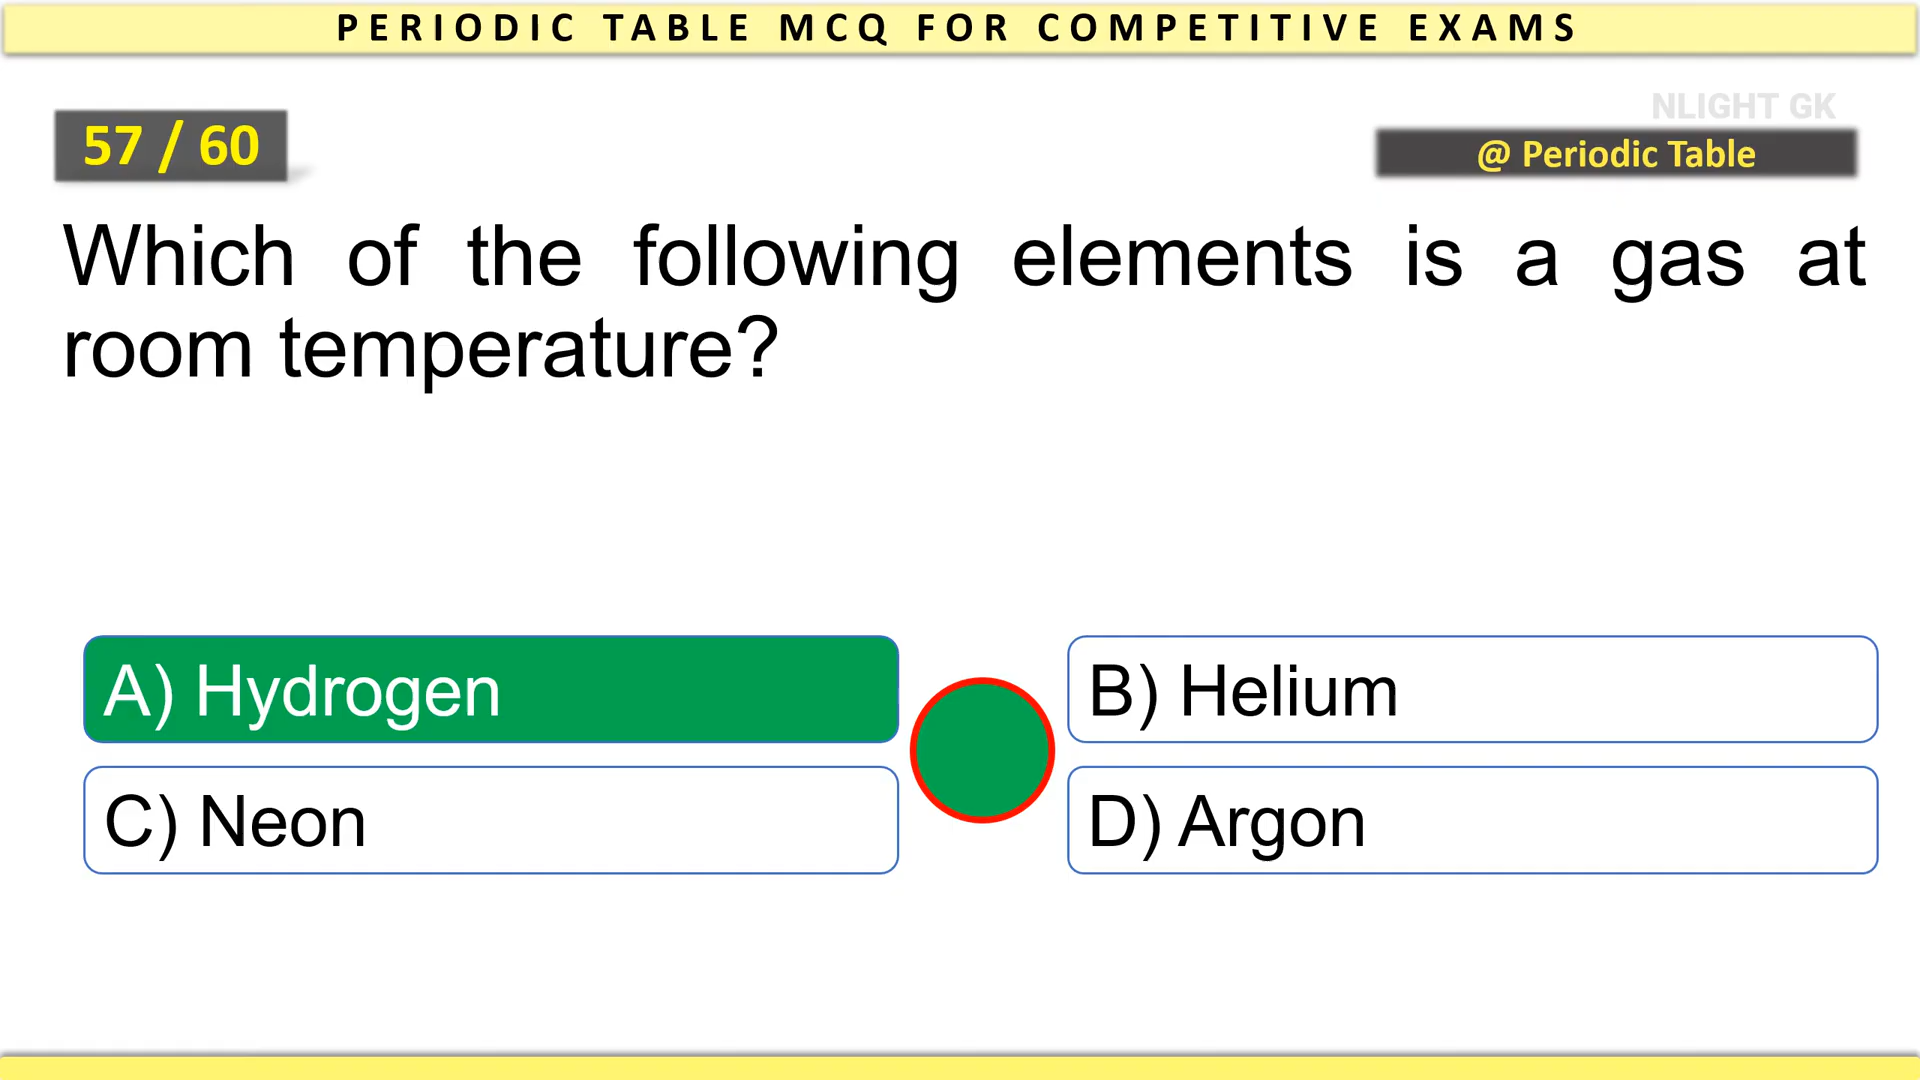 PERIODIC TABLE MCQ FOR COMPETITIVE EXAMS
NLIGHT GK
57 / 60
@ Periodic Table
Which of the following elements is a gas at
room temperature?
A) Hydrogen
B) Helium
C) Neon
D) Argon